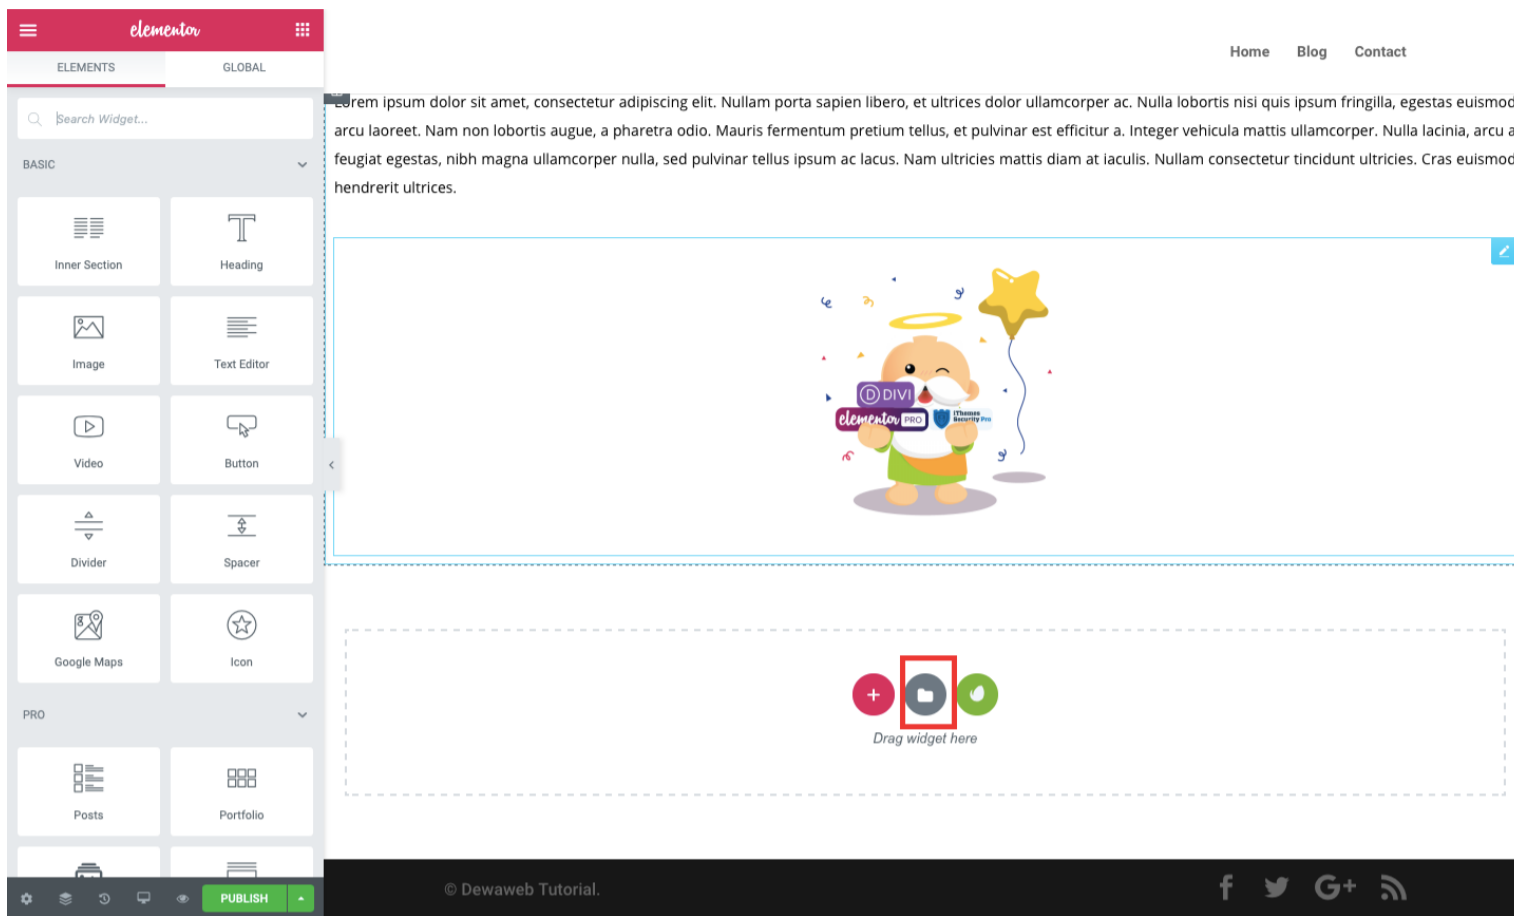 elementor
ELEMENTS
GLOBAL
Search Widget...
BASIC
Inner Section
Heading
Image
Text Editor
Video
Button
Divider
Spacer
Google Maps
Icon
PRO
Posts
Portfolio
PUBLISH
Home
Blog
Contact
Lorem ipsum dolor sit amet, consectetur adipiscing elit. Nullam porta sapien libero, et ultrices dolor ullamcorper ac. Nulla lobortis nisi quis ipsum fringilla, egestas euismod
arcu laoreet. Nam non lobortis augue, a pharetra odio. Mauris fermentum pretium tellus, et pulvinar est efficitur a. Integer vehicula mattis ullamcorper. Nulla lacinia, arcu a
feugiat egestas, nibh magna ullamcorper nulla, sed pulvinar tellus ipsum ac lacus. Nam ultricies mattis diam at iaculis. Nullam consectetur tincidunt ultricies. Cras euismod
hendrerit ultrices.
D DIVI
elementor PRO
iThemes
Security Pro
Drag widget here
© Dewaweb Tutorial.